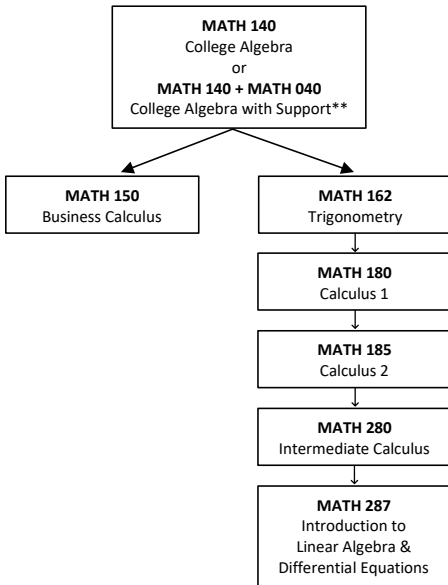 MATH 140
College Algebra
or
MATH 140 + MATH 040
College Algebra with Support**
MATH 150
Business Calculus
MATH 162
Trigonometry
MATH 180
Calculus 1
MATH 185
Calculus 2
MATH 280
Intermediate Calculus
MATH 287
Introduction to
Linear Algebra &
Differential Equations